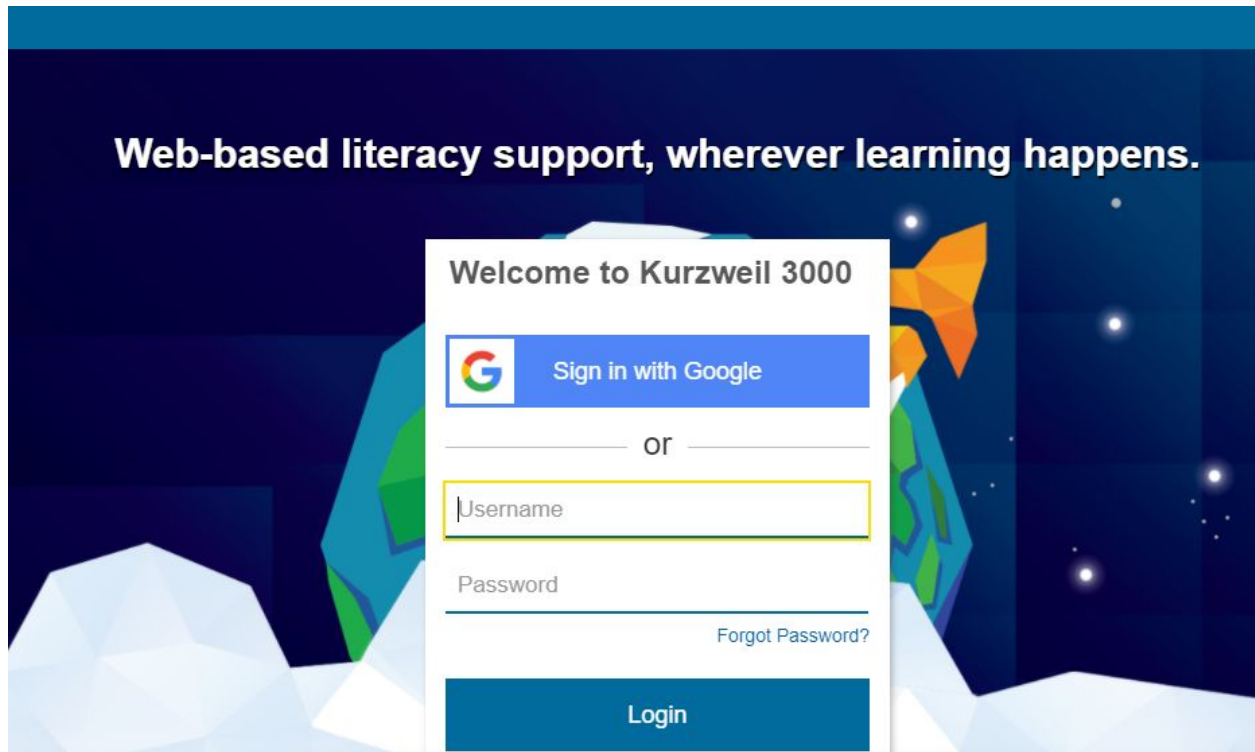 Web-based literacy support, wherever learning happens.
Welcome to Kurzweil 3000
Sign in with Google
or
Username
Password
Forgot Password?
Login